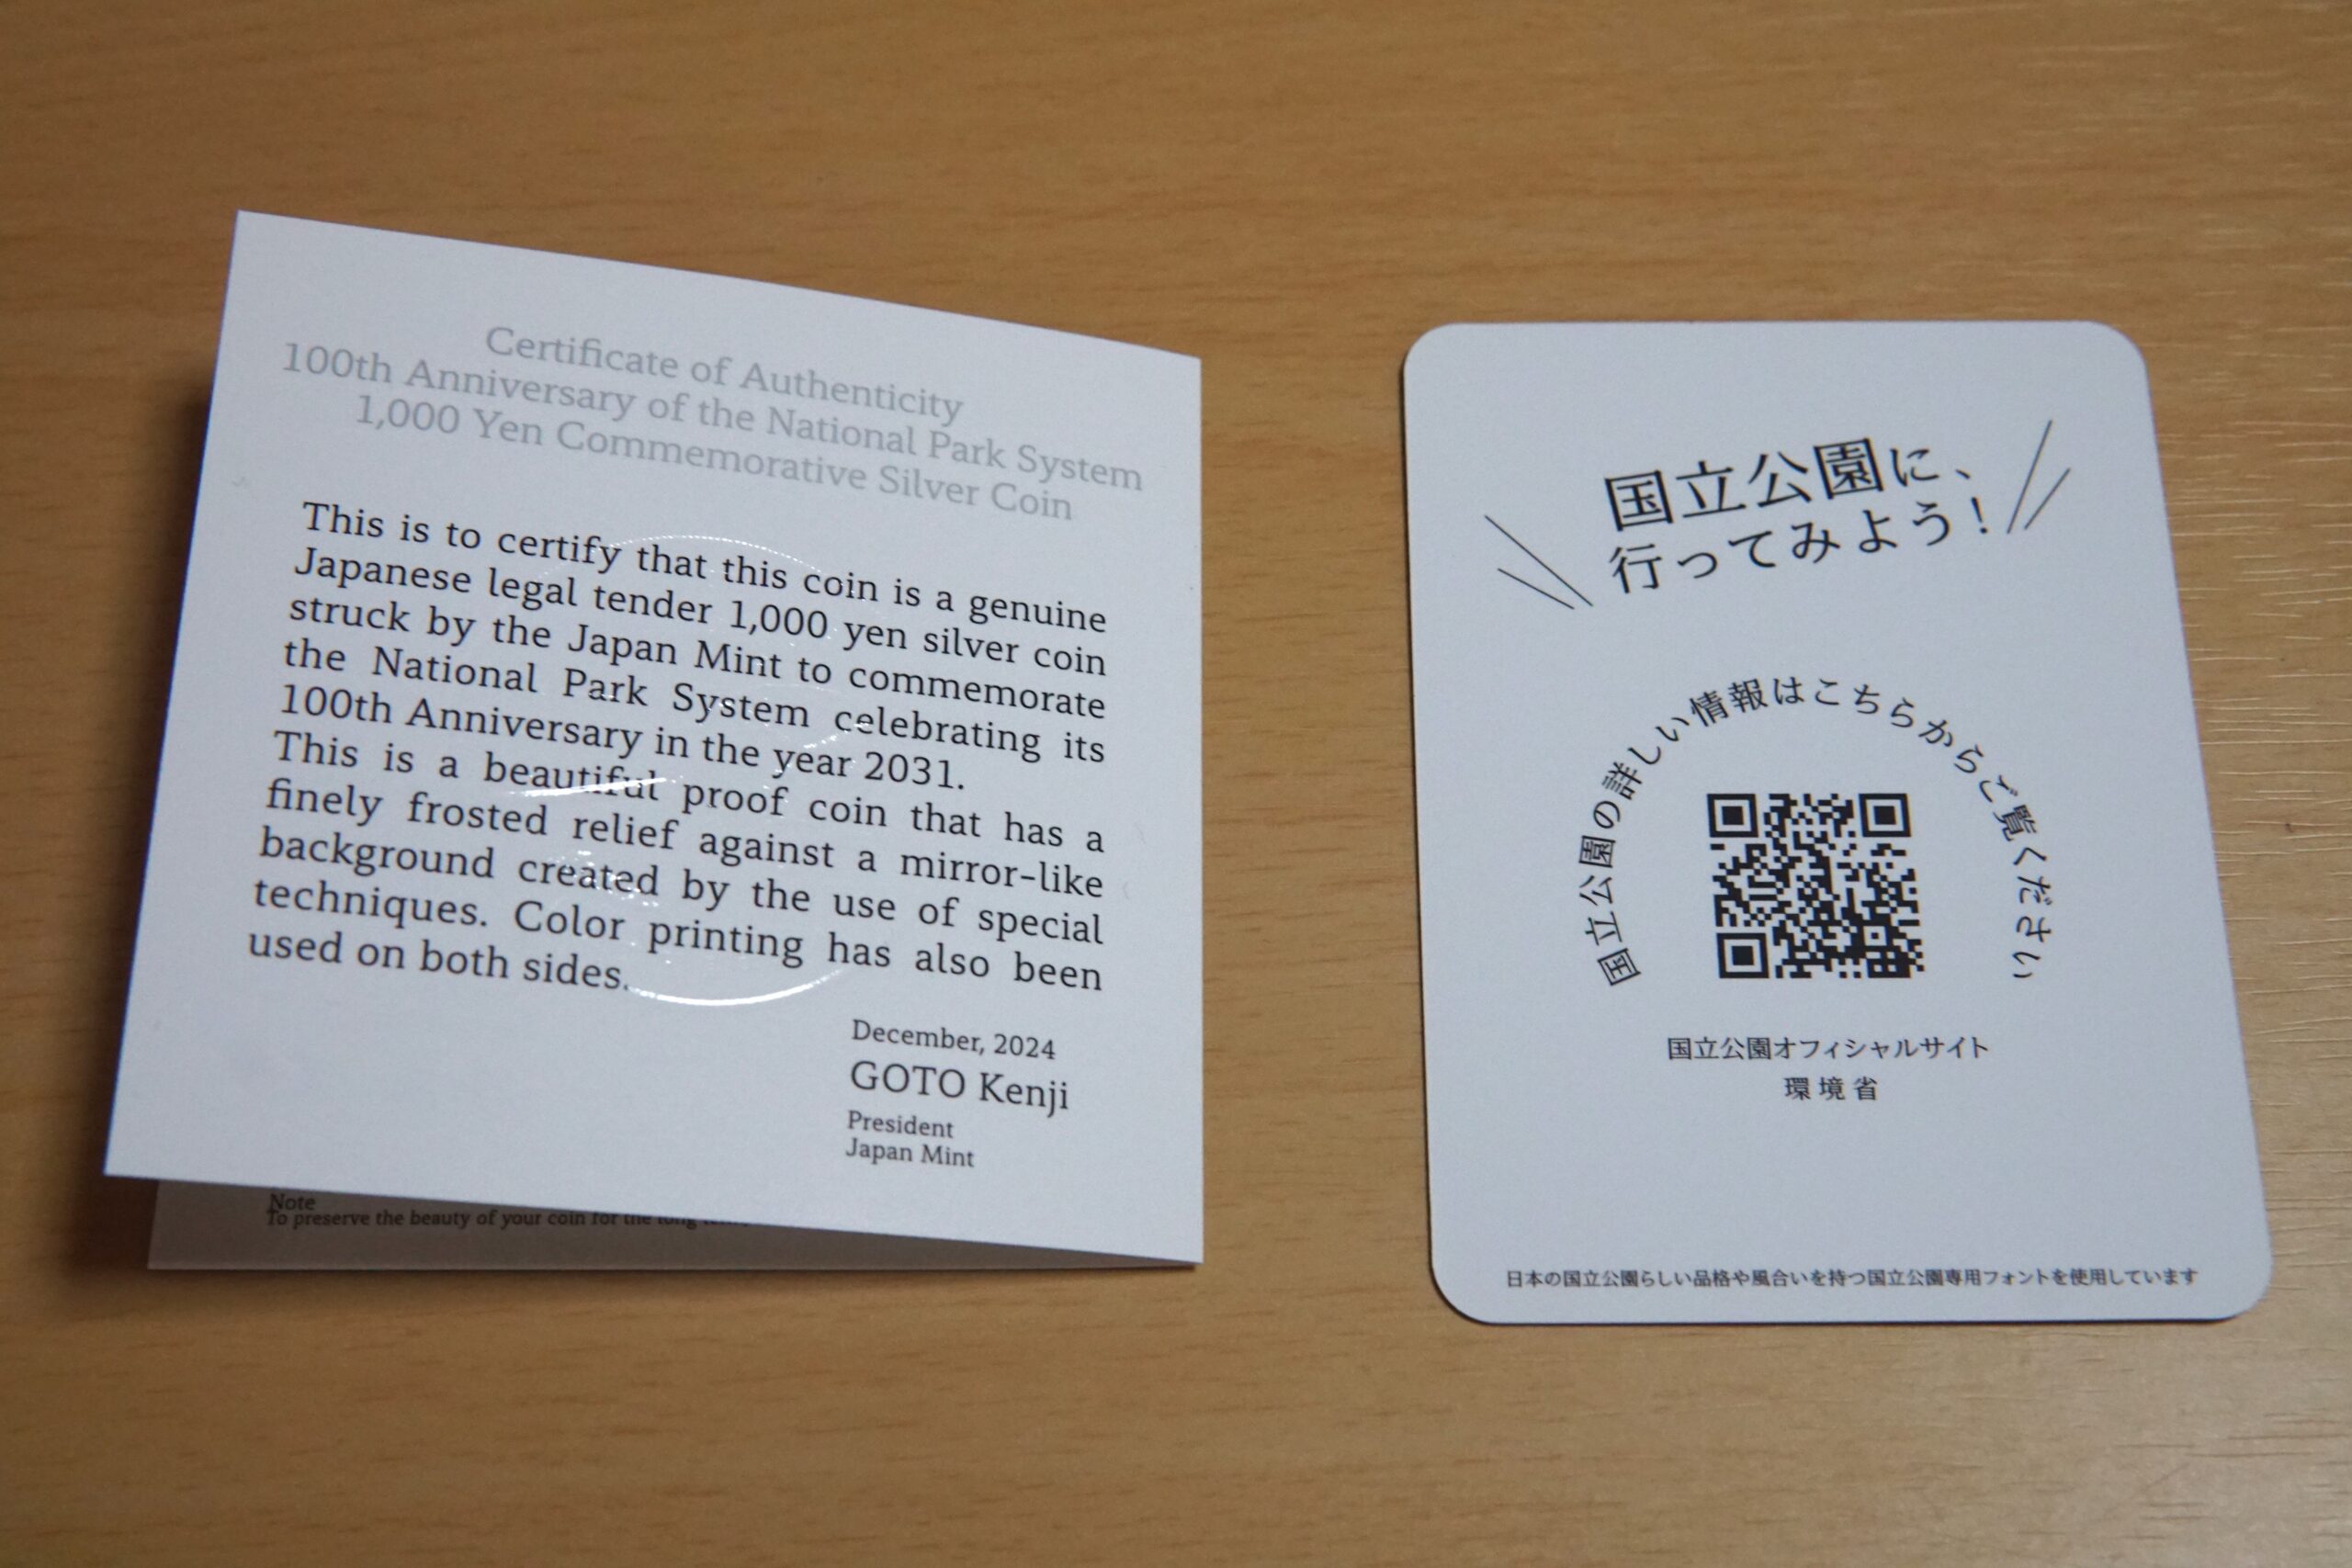 Certificate of Authenticity
100th Anniversary of the National Park System
1,000 Yen Commemorative Silver Coin
This is to certify that this coin is a genuine
Japanese legal tender 1,000 yen silver coin
struck by the Japan Mint to commemorate
the National Park System celebrating its
100th Anniversary in the year 2031.
This is a beautiful proof coin that has a
finely frosted relief against a mirror-like
background created by the use of special
techniques. Color printing has also been
used on both sides.
December, 2024
GOTO Kenji
President
Japan Mint
Note
To preserve the beauty of your coin for the long
国立公園に、
行ってみよう!
国立公園の詳しい情報はこちらからご覧ください
国立公園オフィシャルサイト
環境省
日本の国立公園らしい品格や風合いを持つ国立公園専用フォントを使用しています